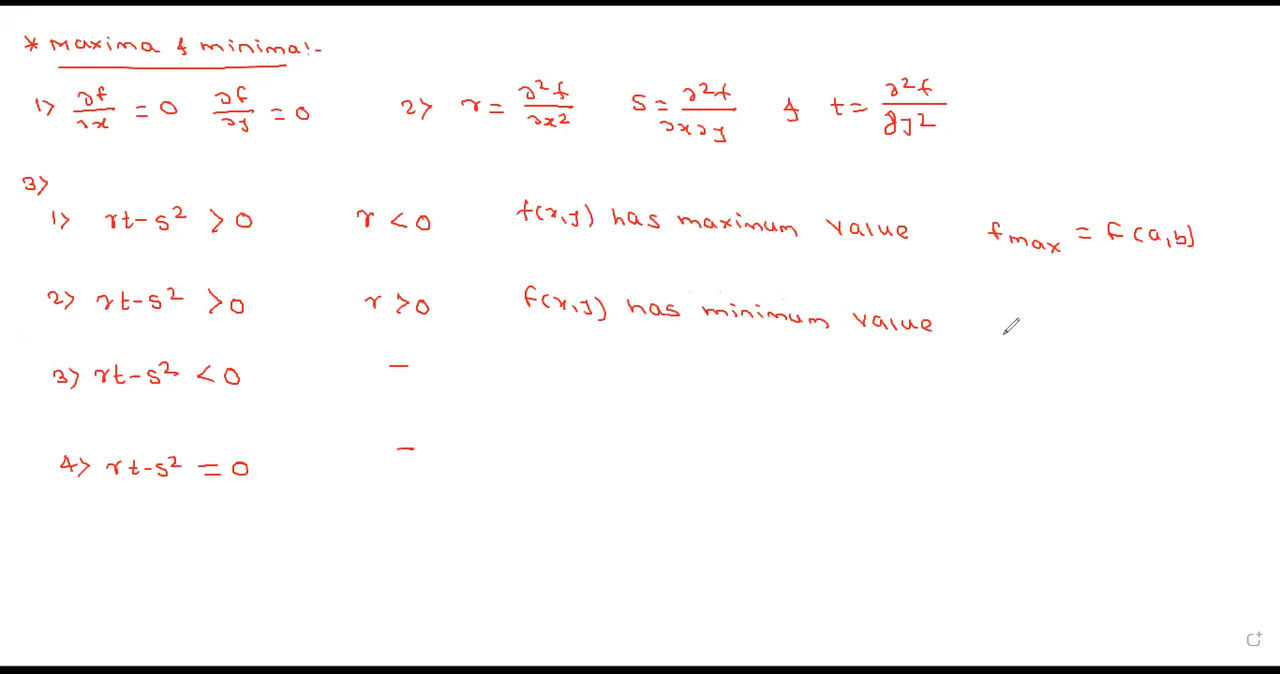 * Maxima & minima:-
1> ∂f/∂x = 0 ∂f/∂y = 0 2> r = ∂²f/∂x² s = ∂²f/∂x∂y & t = ∂²f/∂y²
3>
1> rt-s² > 0 r < 0 f(x,y) has maximum value fmax = f(a,b)
2> rt-s² > 0 r > 0 f(x,y) has minimum value
3> rt-s² < 0 –
4> rt-s² = 0 –